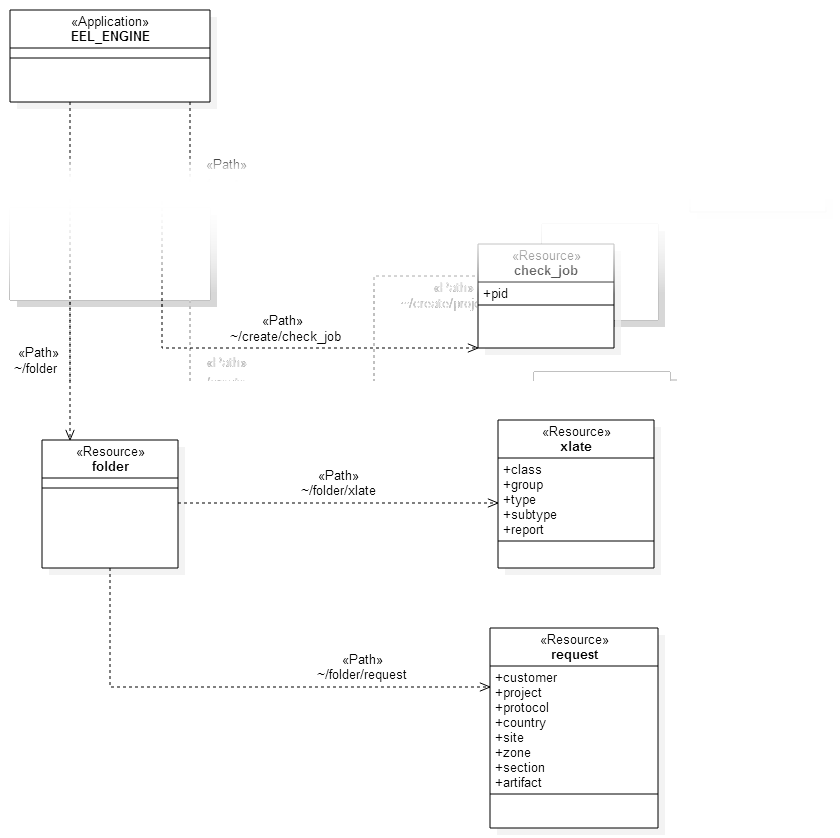 «Application»
EEL_ENGINE
«Path»
«Resource»
check_job
+pid
«Path»
~/create/check_job
«Path»
~/folder
«Resource»
folder
«Path»
~/folder/xlate
«Resource»
xlate
+class
+group
+type
+subtype
+report
«Path»
~/folder/request
«Resource»
request
+customer
+project
+protocol
+country
+site
+zone
+section
+artifact